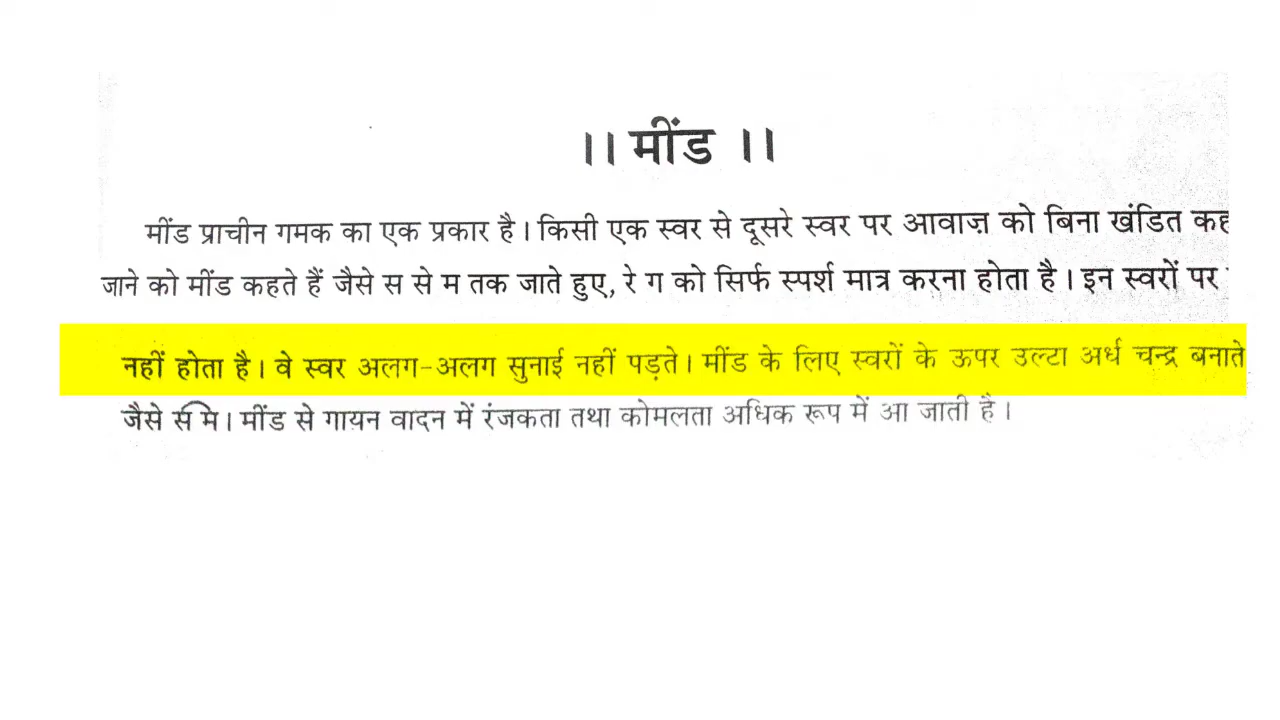 ।। मींड ।।
मींड प्राचीन गमक का एक प्रकार है। किसी एक स्वर से दूसरे स्वर पर आवाज़ को बिना खंडित
जाने को मींड कहते हैं जैसे स से म तक जाते हुए, रे ग को सिर्फ स्पर्श मात्र करना होता है। इन स्वरों पर
नहीं होता है। वे स्वर अलग-अलग सुनाई नहीं पड़ते। मींड के लिए स्वरों के ऊपर उल्टा अर्ध चन्द्र बनाते
जैसे स म। मींड से गायन वादन में रंजकता तथा कोमलता अधिक रूप में आ जाती है।